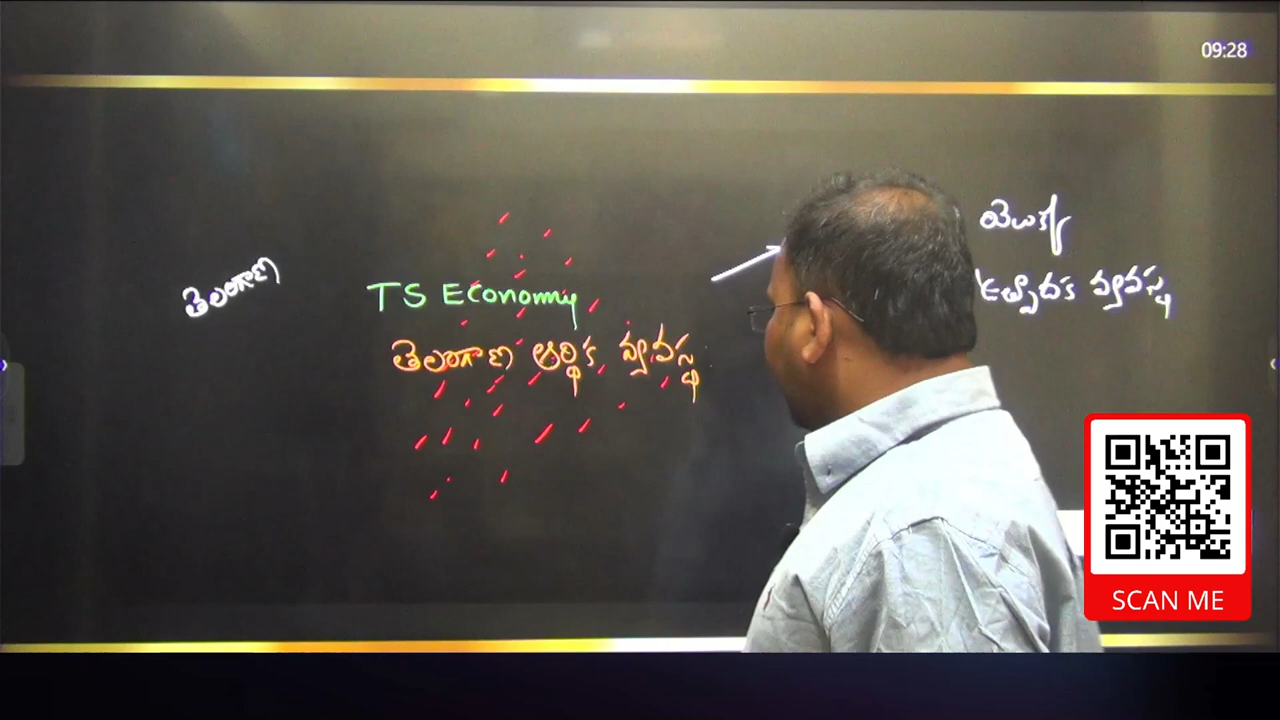 09:28
యొక్క
ఉత్పాదక వ్యవస్థ
తెలంగాణ
TS Economy
తెలంగాణ ఆర్థిక వ్యవస్థ
SCAN ME